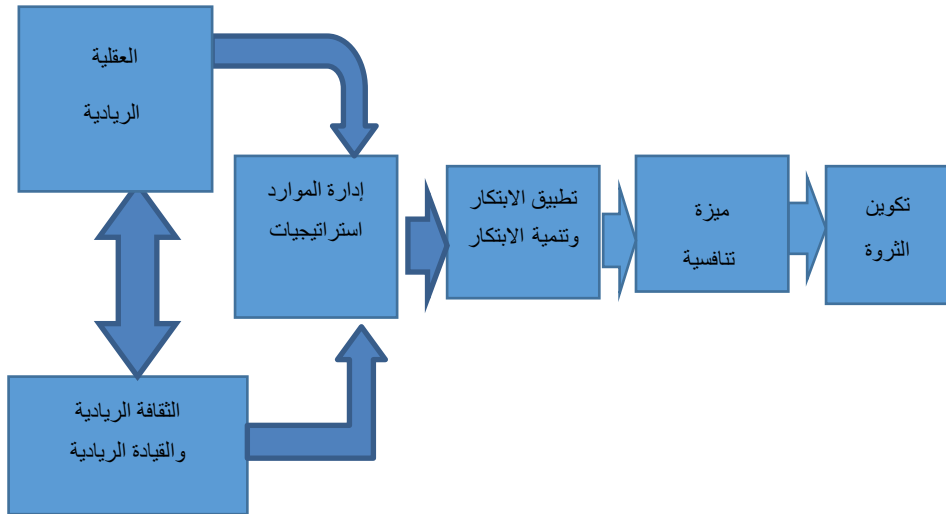 العقلية
الريادية
إدارة الموارد
استراتيجيات
تطبيق الابتكار
وتنمية الابتكار
ميزة
تنافسية
تكوين
الثروة
الثقافة الريادية
والقيادة الريادية